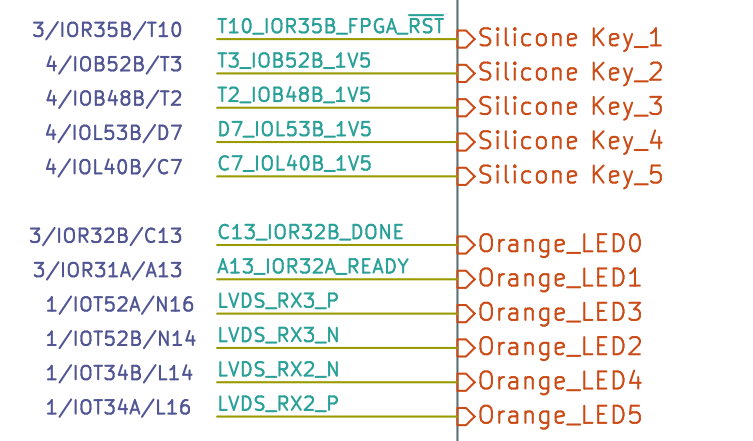 3/IOR35B/T10 T10_IOR35B_FPGA_RST Silicone Key_1
4/IOB52B/T3 T3_IOB52B_1V5 Silicone Key_2
4/IOB48B/T2 T2_IOB48B_1V5 Silicone Key_3
4/IOL53B/D7 D7_IOL53B_1V5 Silicone Key_4
4/IOL40B/C7 C7_IOL40B_1V5 Silicone Key_5
3/IOR32B/C13 C13_IOR32B_DONE Orange_LED0
3/IOR31A/A13 A13_IOR32A_READY Orange_LED1
1/IOT52A/N16 LVDS_RX3_P Orange_LED3
1/IOT52B/N14 LVDS_RX3_N Orange_LED2
1/IOT34B/L14 LVDS_RX2_N Orange_LED4
1/IOT34A/L16 LVDS_RX2_P Orange_LED5